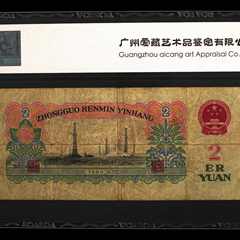 广州爱藏艺术品鉴定有限公
Guangzhou aicang art Appraisal Co.
ZHONGGUO RENMIN YINHANG
2
2
2
ER
YUAN